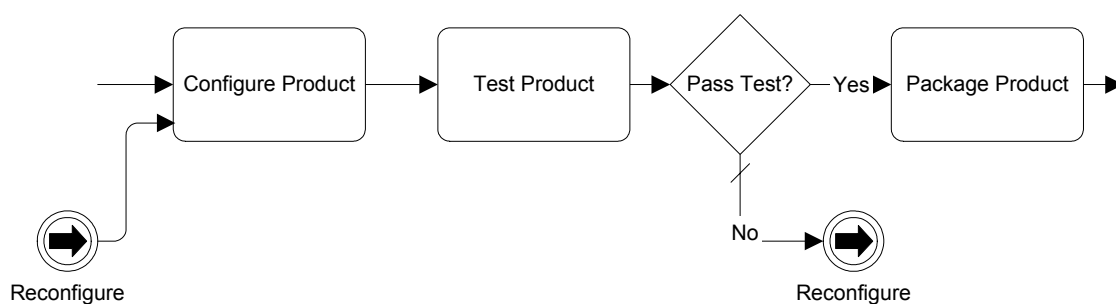 Configure Product
Test Product
Pass Test?
Yes
Package Product
No
Reconfigure
Reconfigure